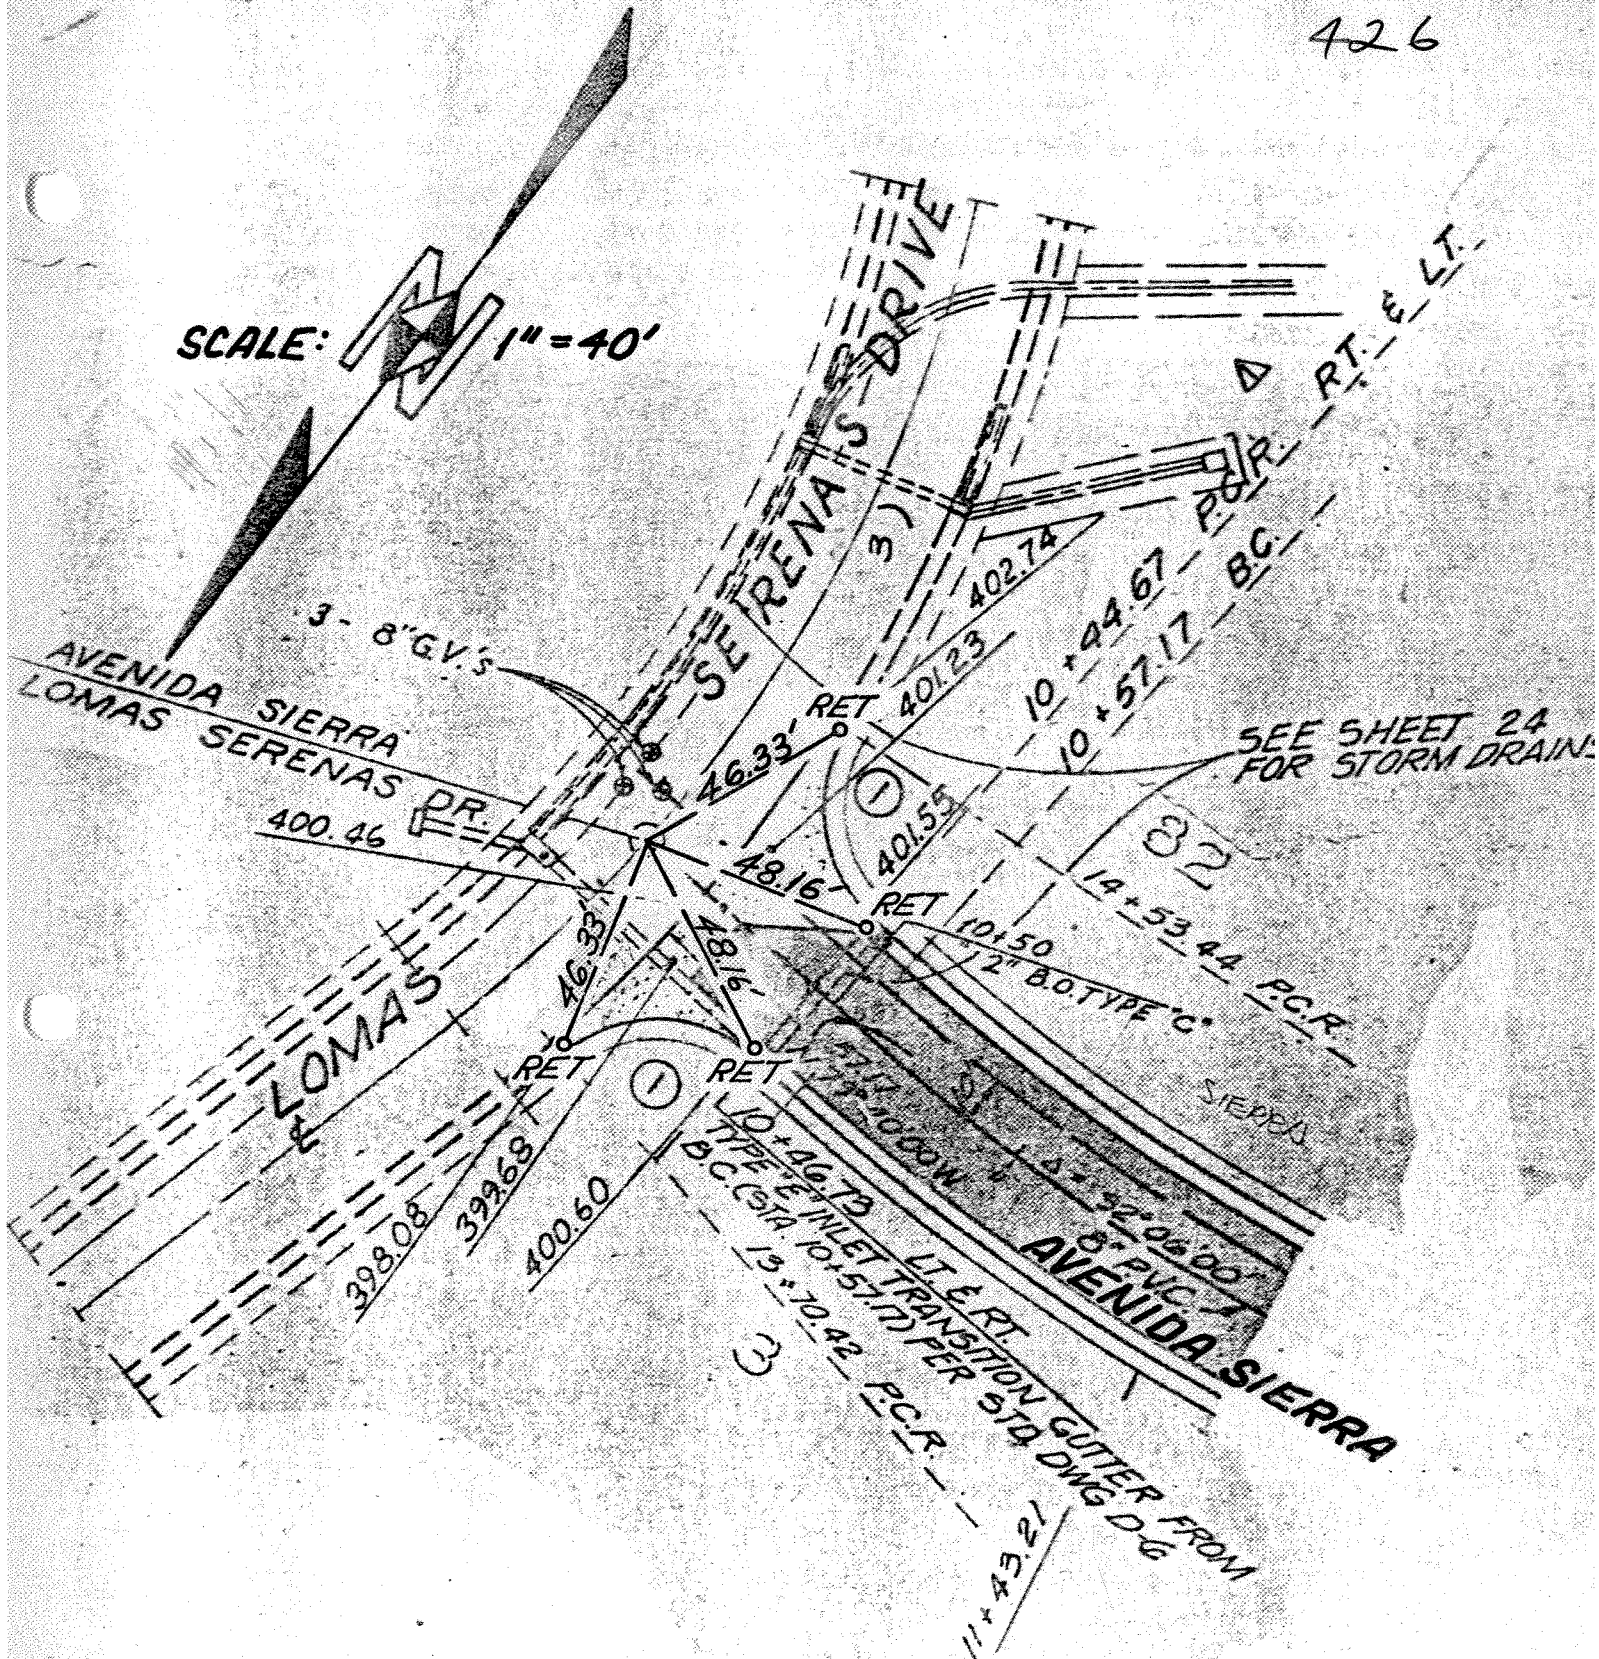 426
SCALE: 1" = 40'
N
LOMAS SERENAS DRIVE
Δ
P.C.R. RT. & LT.
10+44.67
10+57.17 B.C.
402.74
401.23
401.55
3)
3 - 8" G.V.'s
AVENIDA SIERRA
LOMAS SERENAS DR.
400.46
RET
46.33'
48.16'
46.33'
48.16'
1
RET
SEE SHEET 24
FOR STORM DRAINS
82
14+53.44 P.C.R.
10+50
2" B.O. TYPE "C"
SIERRA
RET
RET
1
℄
398.08
399.68
400.60
10+46.73 LT. & RT.
TYPE "E" INLET TRANSITION GUTTER FROM
B.C. (STA. 10+57.17) PER STD. DWG D-6
13+70.42 P.C.R.
3
Δ = 92°06'00"
8" P.V.C.
AVENIDA SIERRA
11+43.21